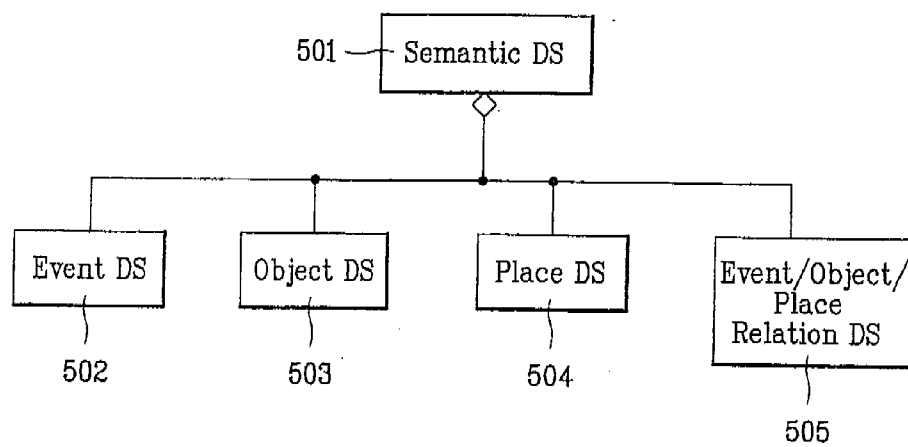 501
Semantic DS
Event DS
Object DS
Place DS
Event/Object/
Place
Relation DS
502
503
504
505